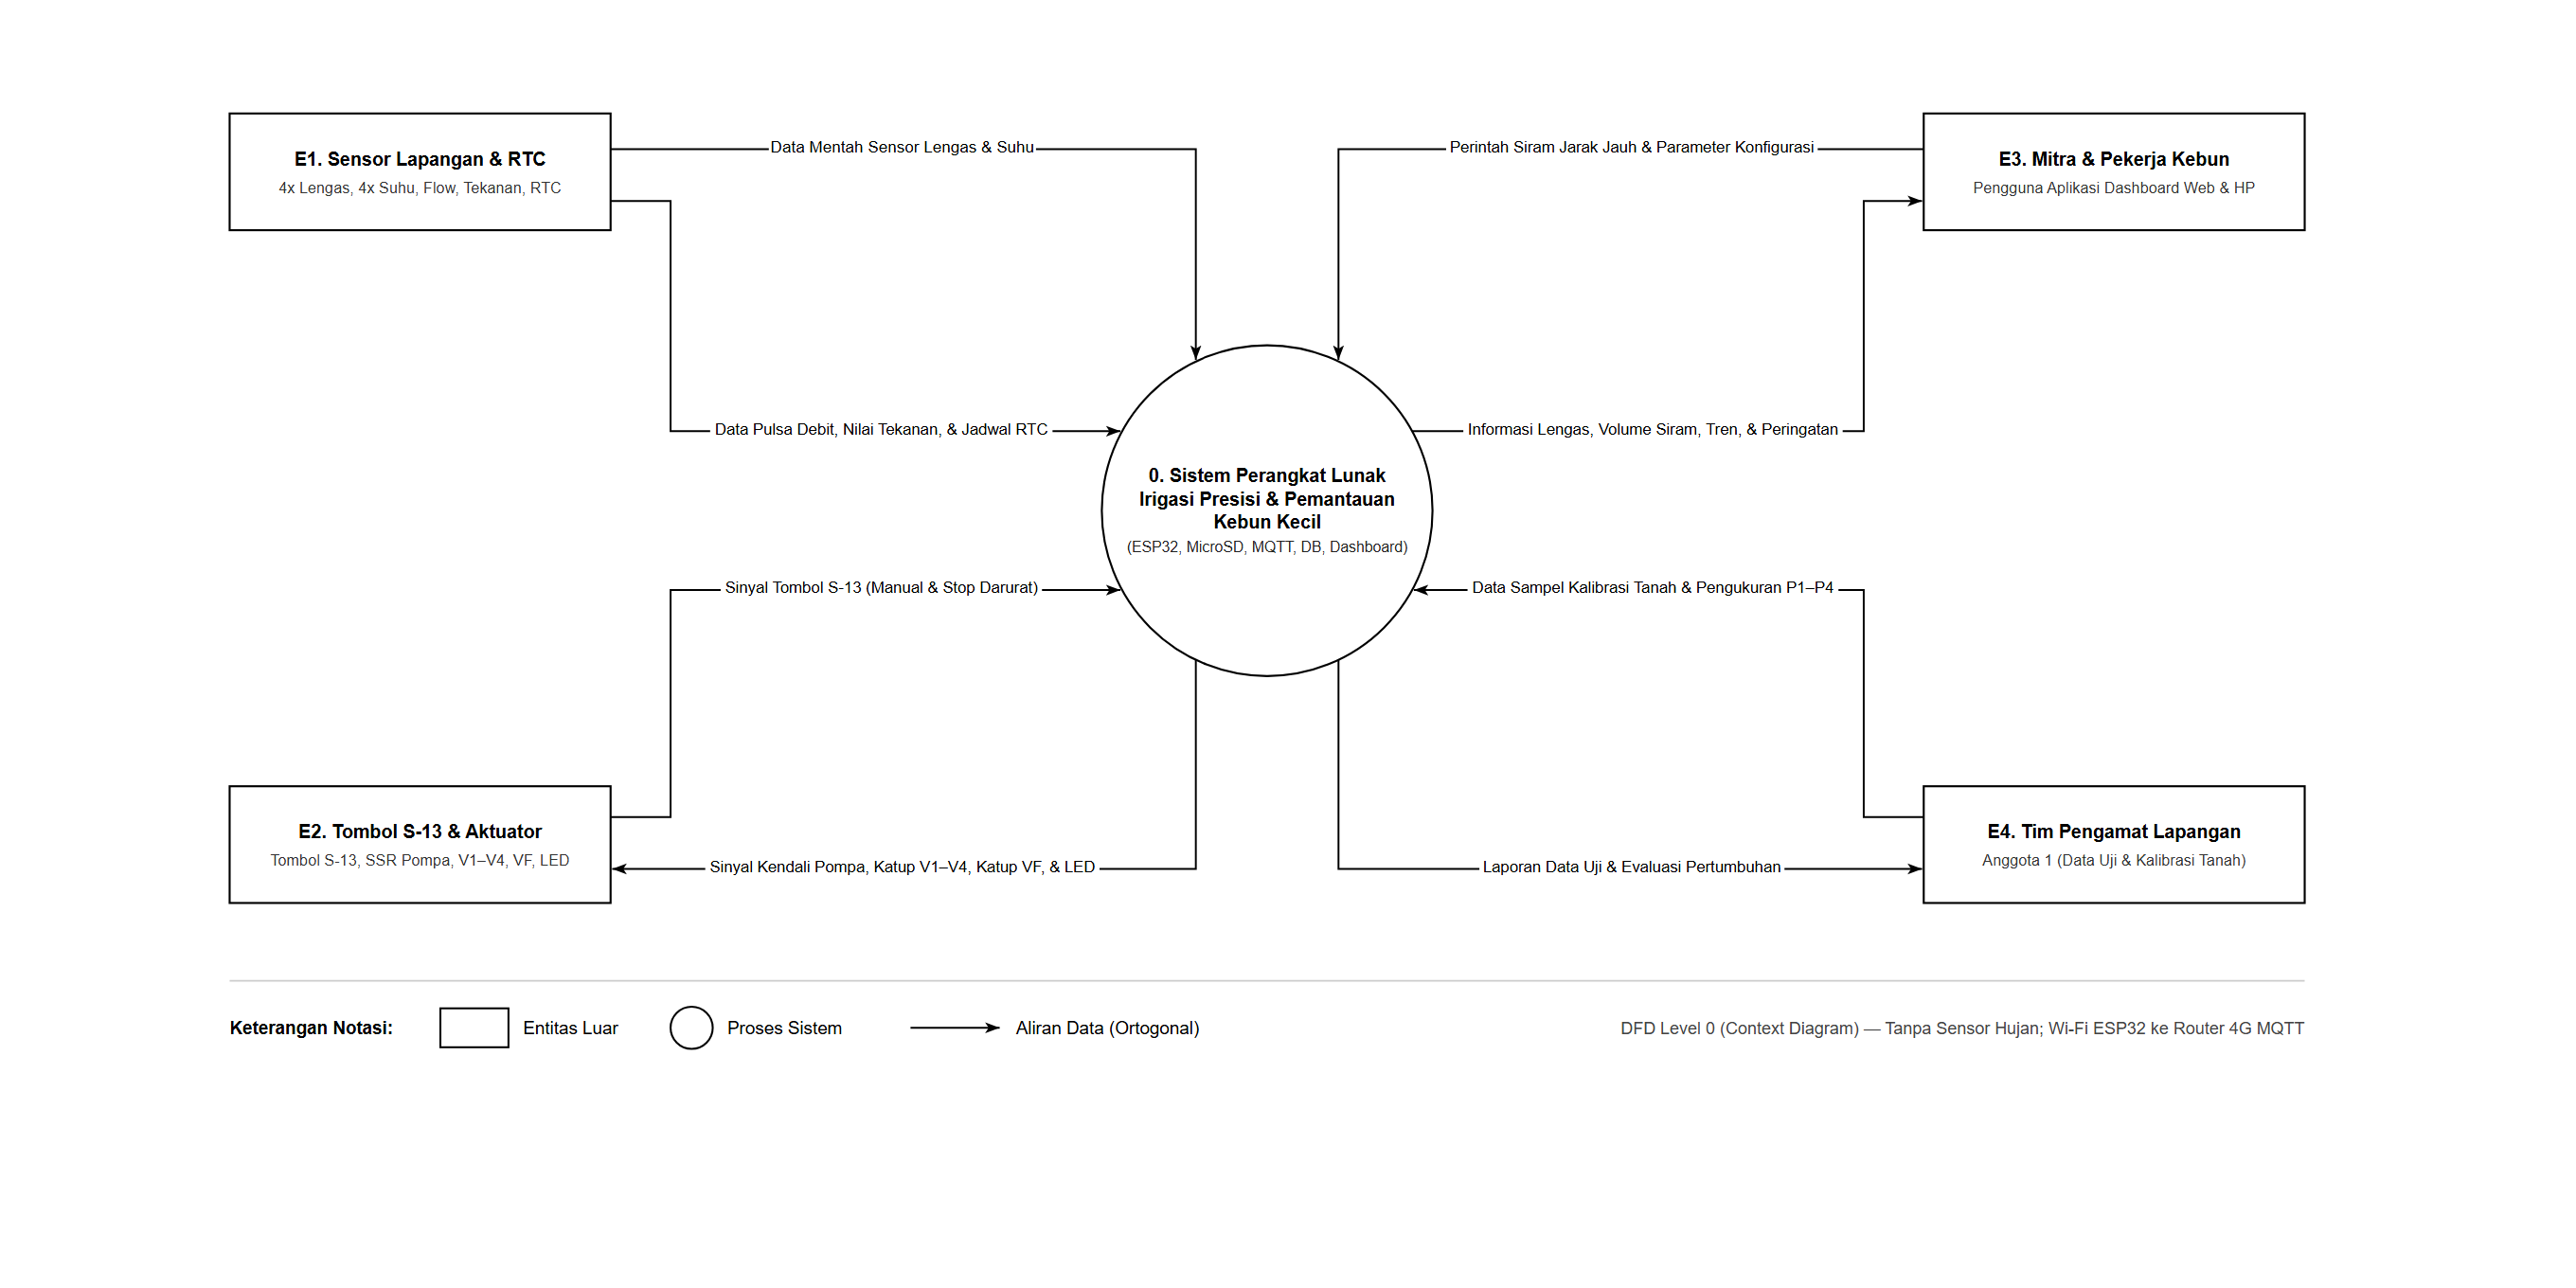 E1. Sensor Lapangan & RTC
4x Lengas, 4x Suhu, Flow, Tekanan, RTC
Data Mentah Sensor Lengas & Suhu
Perintah Siram Jarak Jauh & Parameter Konfigurasi
E3. Mitra & Pekerja Kebun
Pengguna Aplikasi Dashboard Web & HP
Data Pulsa Debit, Nilai Tekanan, & Jadwal RTC
Informasi Lengas, Volume Siram, Tren, & Peringatan
0. Sistem Perangkat Lunak
Irigasi Presisi & Pemantauan
Kebun Kecil
(ESP32, MicroSD, MQTT, DB, Dashboard)
Sinyal Tombol S-13 (Manual & Stop Darurat)
Data Sampel Kalibrasi Tanah & Pengukuran P1–P4
E2. Tombol S-13 & Aktuator
Tombol S-13, SSR Pompa, V1–V4, VF, LED
Sinyal Kendali Pompa, Katup V1–V4, Katup VF, & LED
Laporan Data Uji & Evaluasi Pertumbuhan
E4. Tim Pengamat Lapangan
Anggota 1 (Data Uji & Kalibrasi Tanah)
Keterangan Notasi:
Entitas Luar
Proses Sistem
Aliran Data (Ortogonal)
DFD Level 0 (Context Diagram) — Tanpa Sensor Hujan; Wi-Fi ESP32 ke Router 4G MQTT